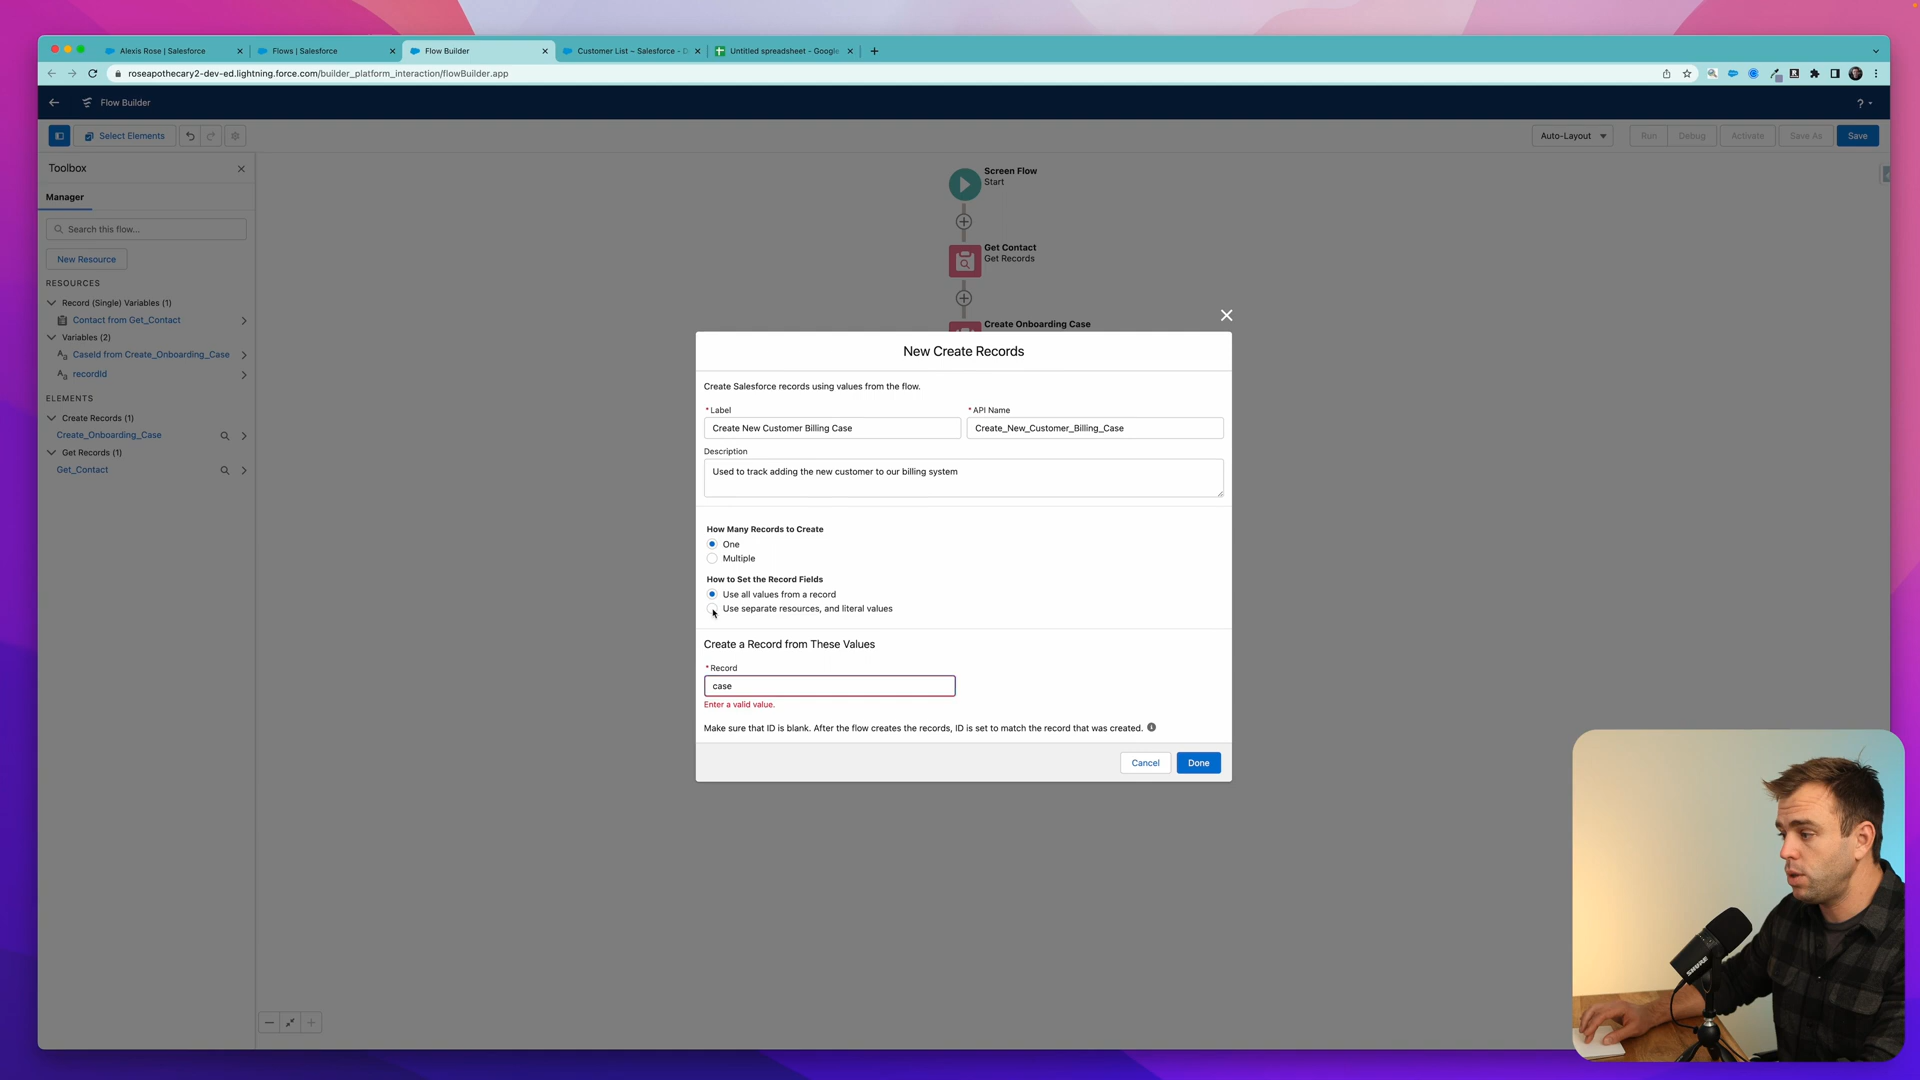 Alexis Rose | Salesforce
Flows | Salesforce
Flow Builder
Customer List ~ Salesforce - D
Untitled spreadsheet - Google
roseapothecary2-dev-ed.lightning.force.com/builder_platform_interaction/flowBuilder.app
Flow Builder
?
Select Elements
Auto-Layout
Run
Debug
Activate
Save As
Save
Toolbox
Manager
Search this flow...
New Resource
RESOURCES
Record (Single) Variables (1)
Contact from Get_Contact
Variables (2)
CaseId from Create_Onboarding_Case
recordId
ELEMENTS
Create Records (1)
Create_Onboarding_Case
Get Records (1)
Get_Contact
Screen Flow
Start
Get Contact
Get Records
Create Onboarding Case
New Create Records
Create Salesforce records using values from the flow.
* Label
* API Name
Create New Customer Billing Case
Create_New_Customer_Billing_Case
Description
Used to track adding the new customer to our billing system
How Many Records to Create
One
Multiple
How to Set the Record Fields
Use all values from a record
Use separate resources, and literal values
Create a Record from These Values
* Record
case
Enter a valid value.
Make sure that ID is blank. After the flow creates the records, ID is set to match the record that was created.
Cancel
Done
SHURE